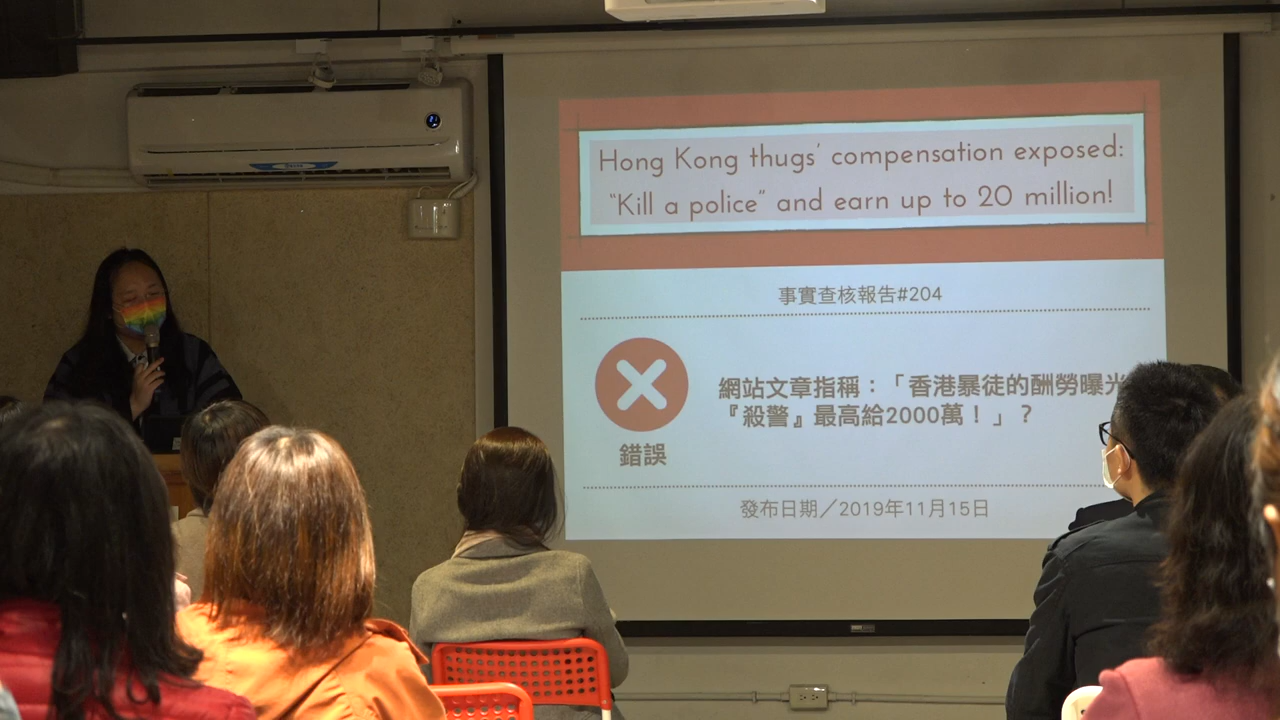 Hong Kong thugs' compensation exposed:
“Kill a police” and earn up to 20 million!
事實查核報告#204
網站文章指稱：「香港暴徒的酬勞曝光
『殺警』最高給2000萬！」？
錯誤
發布日期／2019年11月15日